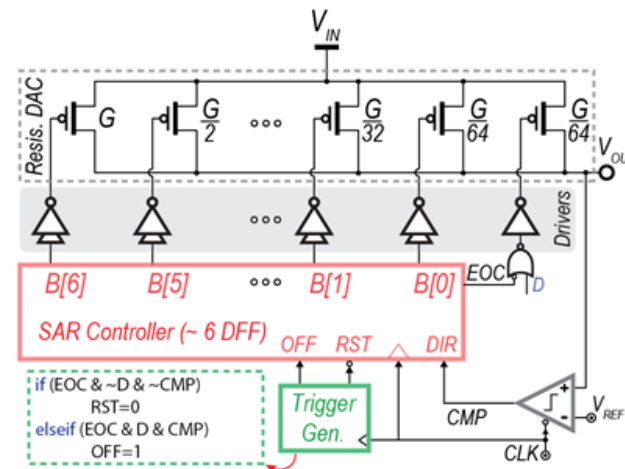 V_IN
Resis. DAC
G
G/2
G/32
G/64
G/64
V_OU
Drivers
B[6] B[5] B[1] B[0] EOC D
SAR Controller (~ 6 DFF)
OFF RST DIR
if (EOC & ~D & ~CMP)
RST=0
elseif (EOC & D & CMP)
OFF=1
Trigger
Gen.
CMP
+
-
V_REF
CLK